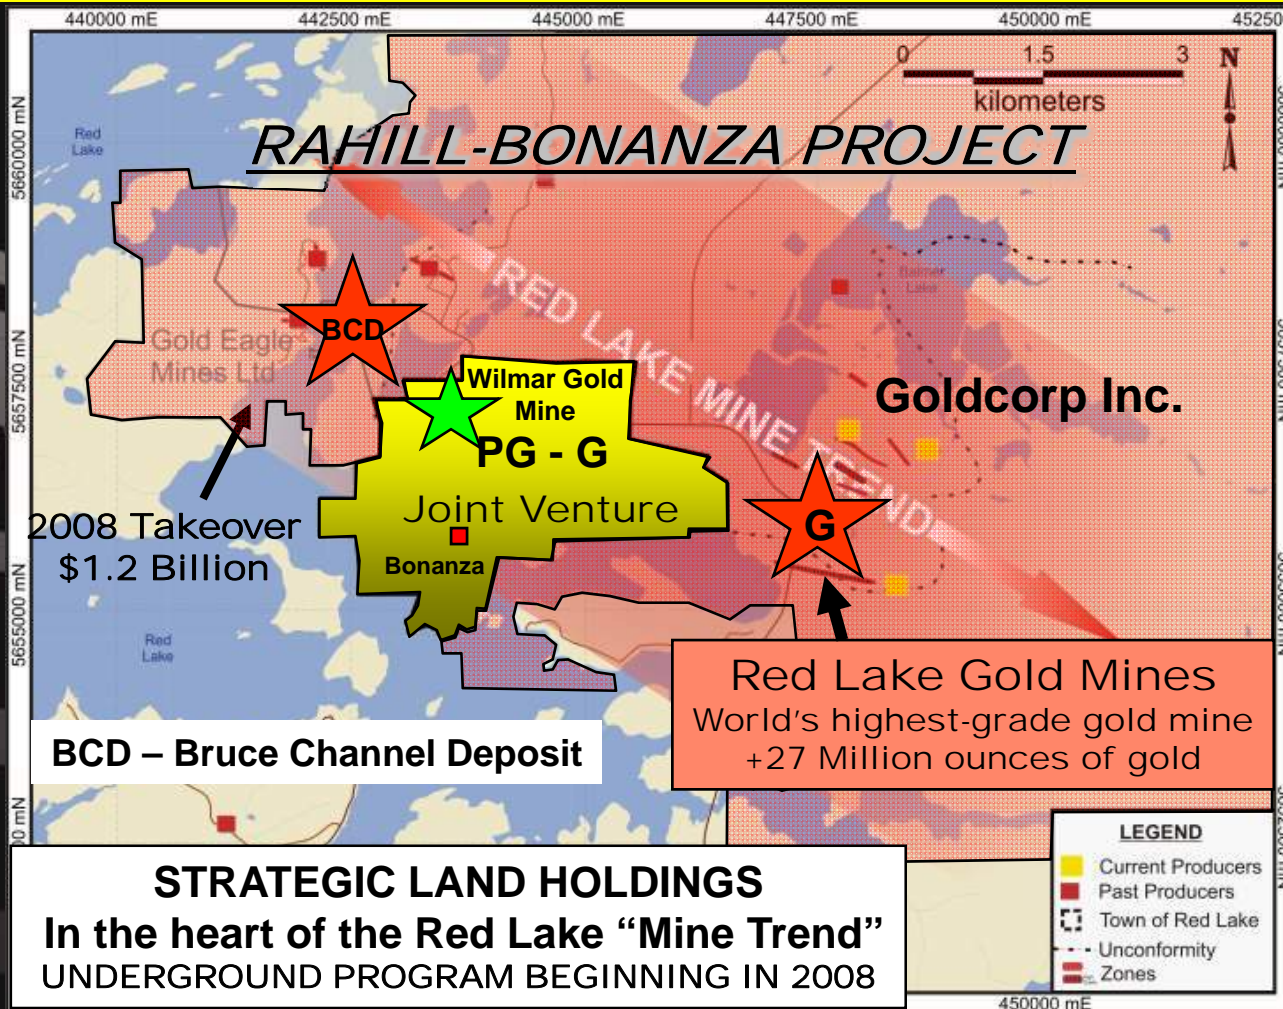 440000 mE
442500 mE
445000 mE
447500 mE
450000 mE
0 1.5 3
kilometers
N
5660000 mN
Red
Lake
RAHILL-BONANZA PROJECT
RED LAKE MINE TREND
Balmer
Lake
BCD
Gold Eagle
Mines Ltd
5657500 mN
Wilmar Gold
Mine
PG - G
Joint Venture
Bonanza
Goldcorp Inc.
G
2008 Takeover
$1.2 Billion
5655000 mN
Red
Lake
Red Lake Gold Mines
World's highest-grade gold mine
+27 Million ounces of gold
BCD – Bruce Channel Deposit
LEGEND
Current Producers
Past Producers
Town of Red Lake
Unconformity
Zones
STRATEGIC LAND HOLDINGS
In the heart of the Red Lake “Mine Trend”
UNDERGROUND PROGRAM BEGINNING IN 2008
450000 mE